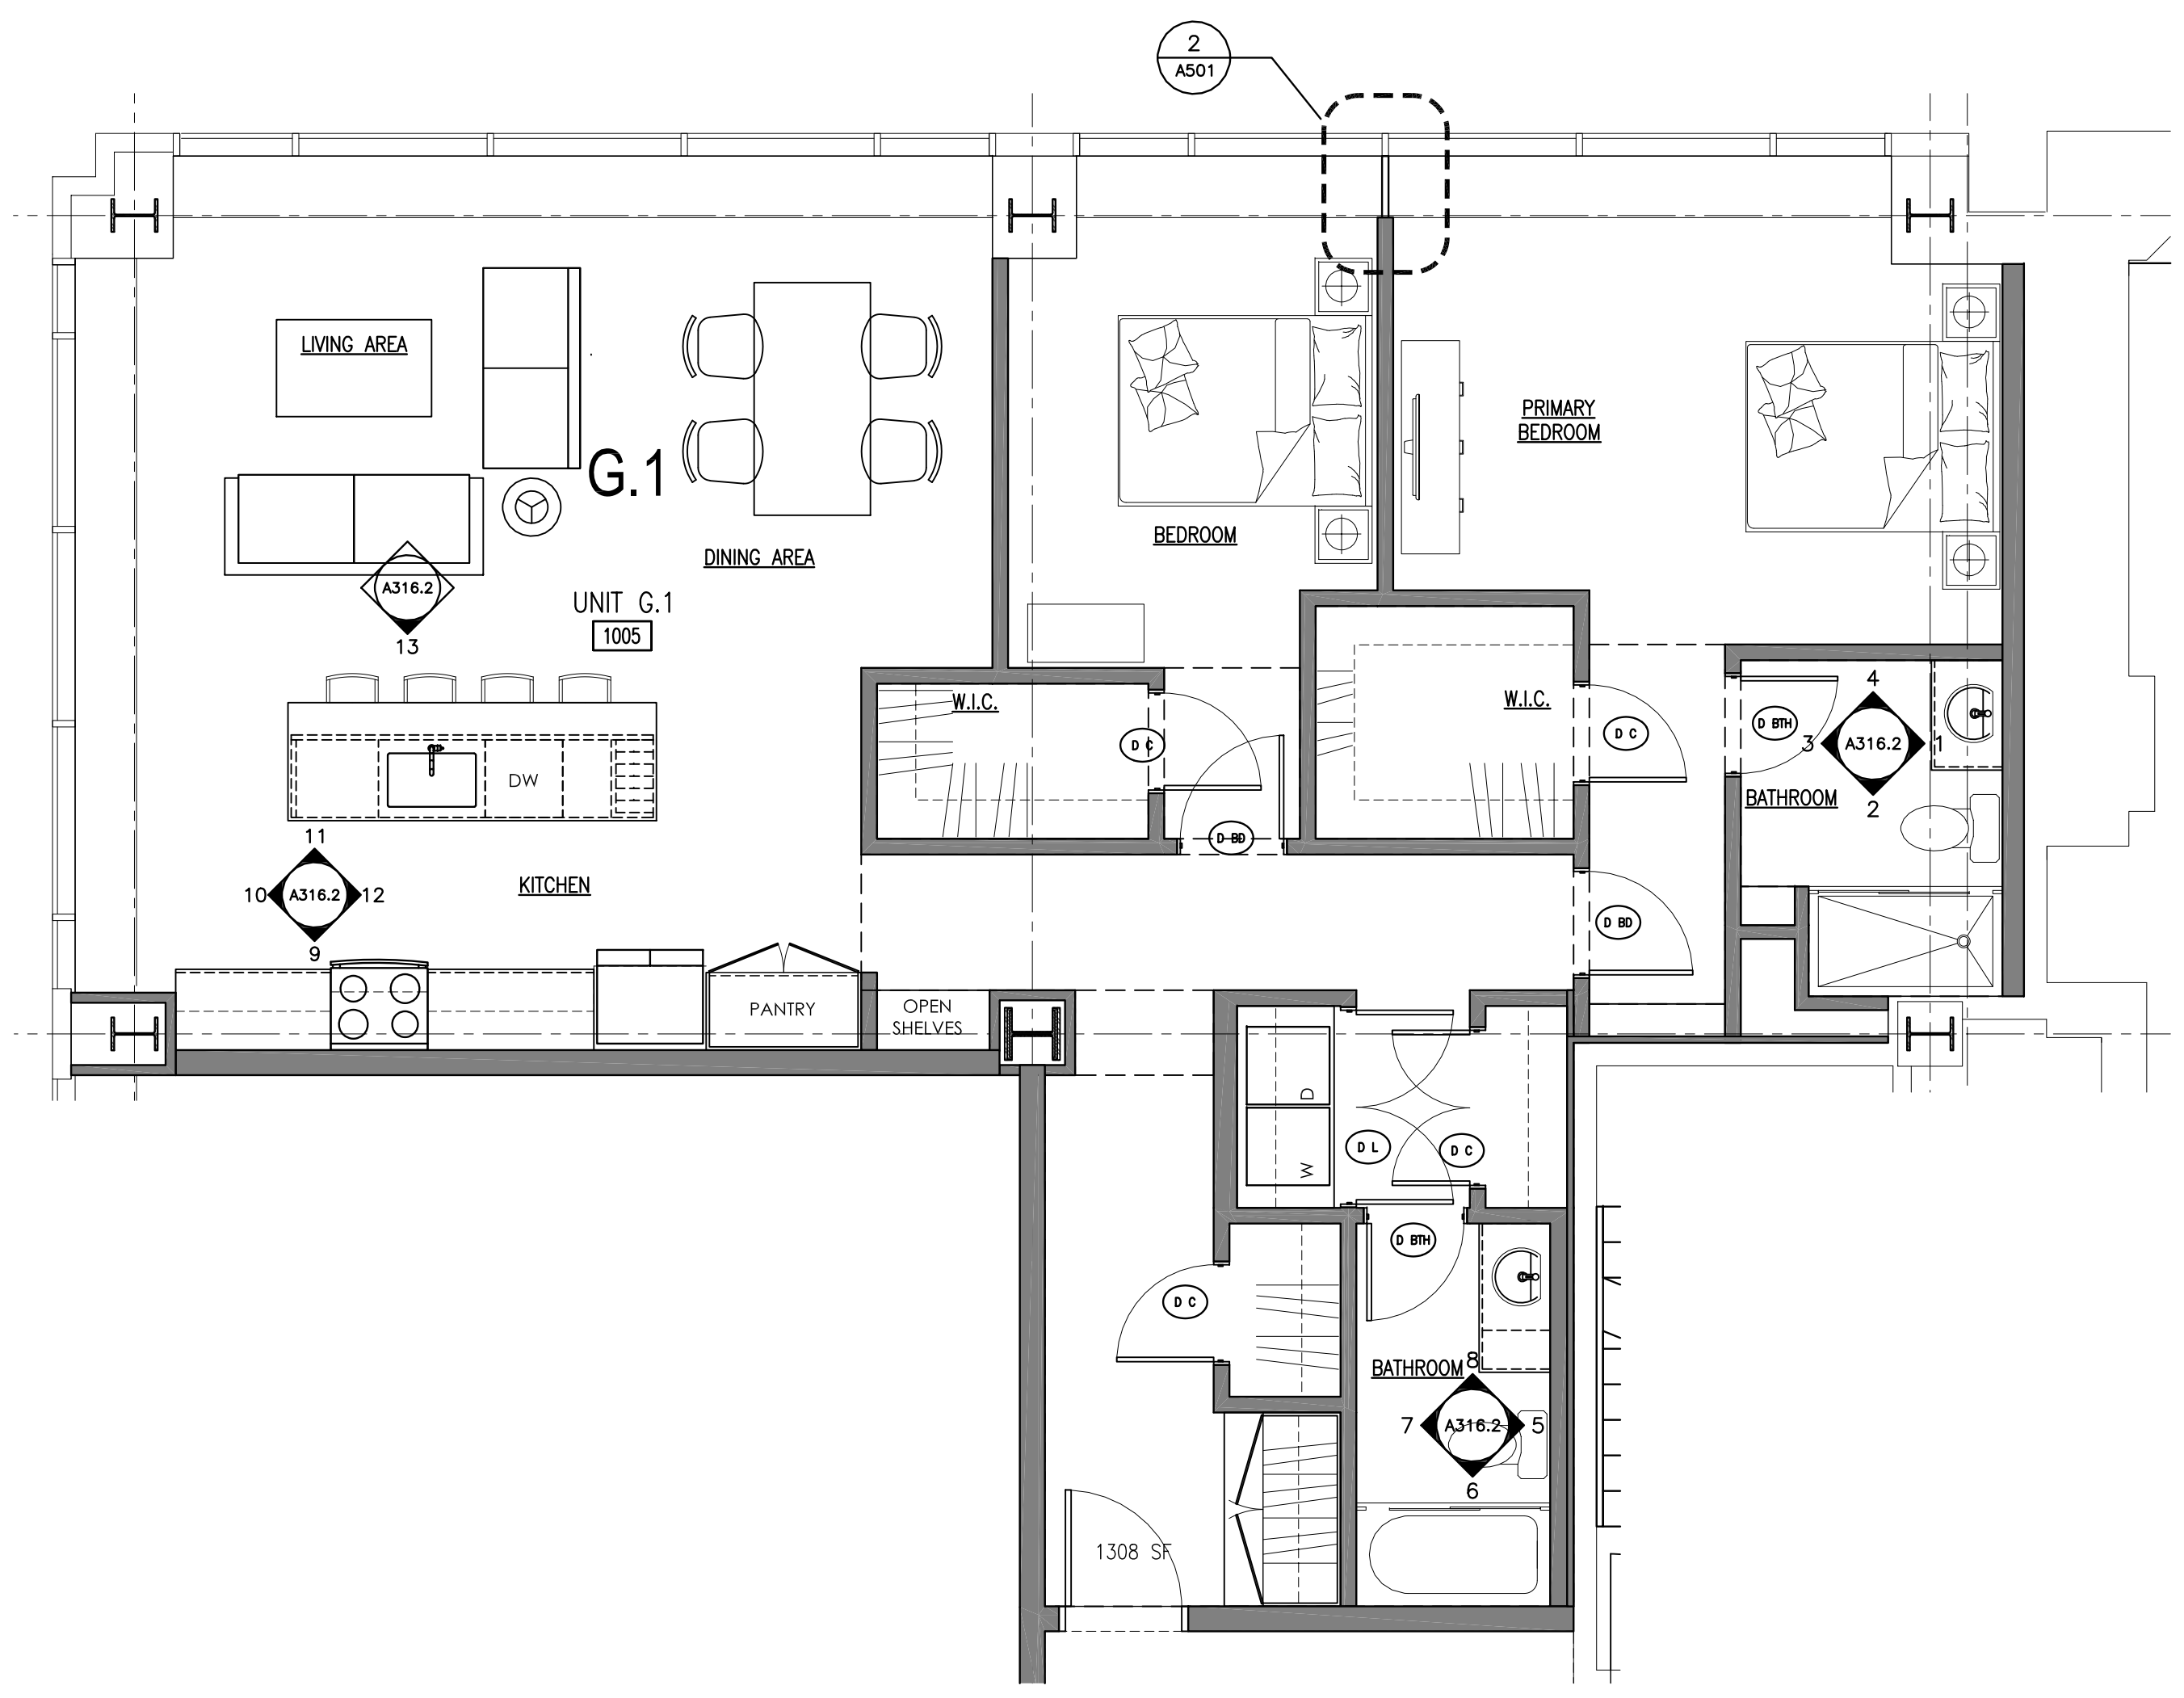 2
A501
LIVING AREA
G.1
PRIMARY
BEDROOM
BEDROOM
DINING AREA
A316.2
13
UNIT G.1
1005
W.I.C.
W.I.C.
D C
D C
D BTH
4
3
A316.2
1
2
BATHROOM
DW
D BD
11
10
A316.2
12
9
KITCHEN
D BD
PANTRY
OPEN
SHELVES
D
W
D L
D C
D BTH
D C
BATHROOM
8
7
A316.2
5
6
1308 SF